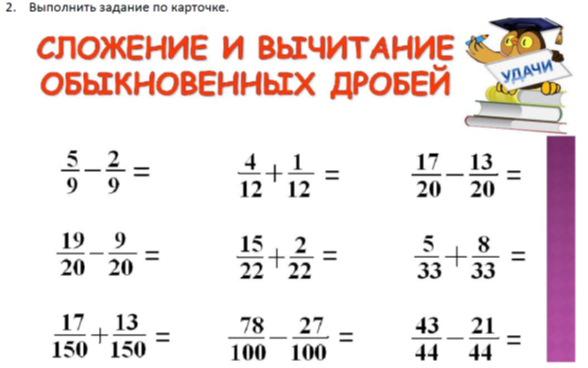 2. Выполнить задание по карточке.
СЛОЖЕНИЕ И ВЫЧИТАНИЕ
ОБЫКНОВЕННЫХ ДРОБЕЙ
УДАЧИ
5/9 − 2/9 = 4/12 + 1/12 = 17/20 − 13/20 =
19/20 − 9/20 = 15/22 + 2/22 = 5/33 + 8/33 =
17/150 + 13/150 = 78/100 − 27/100 = 43/44 − 21/44 =